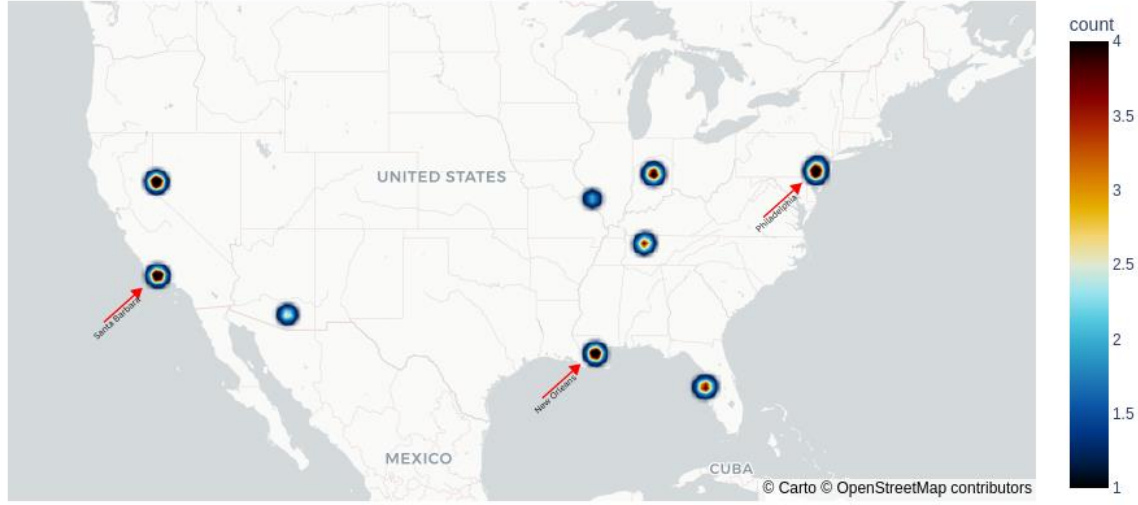 count
4
3.5
3
2.5
2
1.5
1
UNITED STATES
Philadelphia
Santa Barbara
New Orleans
MEXICO
CUBA
© Carto © OpenStreetMap contributors